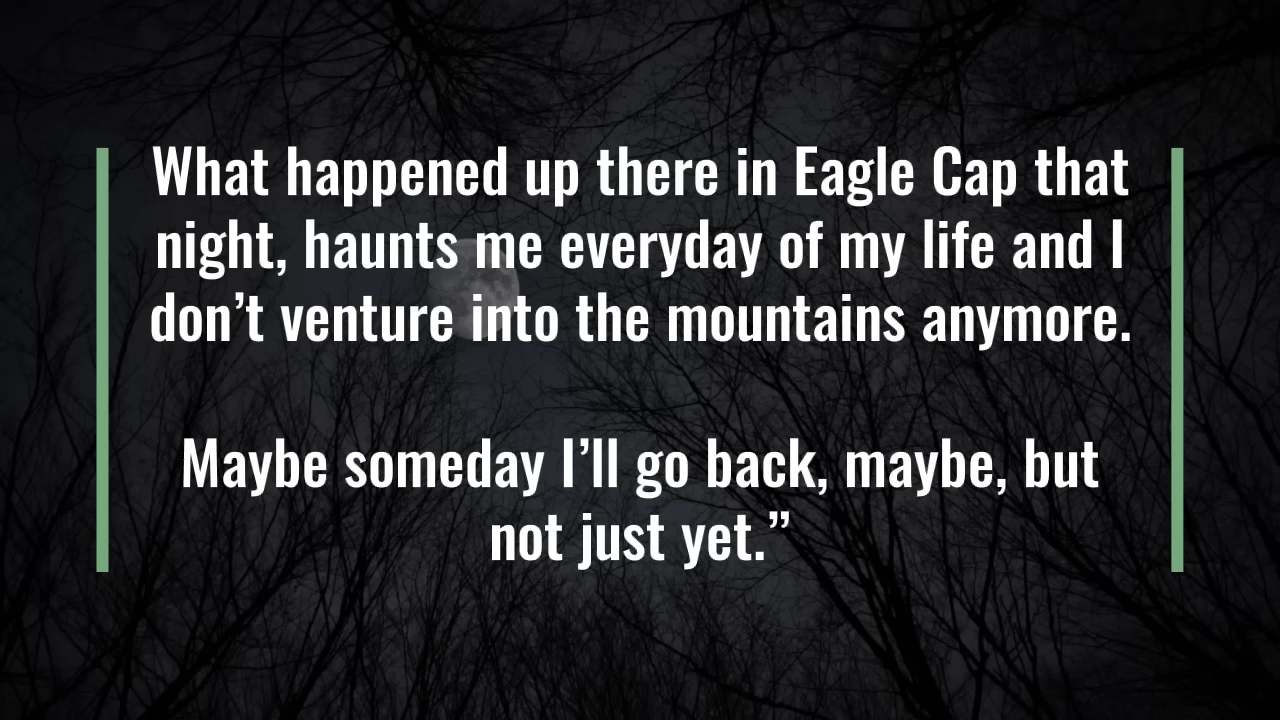 What happened up there in Eagle Cap that
night, haunts me everyday of my life and I
don’t venture into the mountains anymore.
Maybe someday I’ll go back, maybe, but
not just yet.”